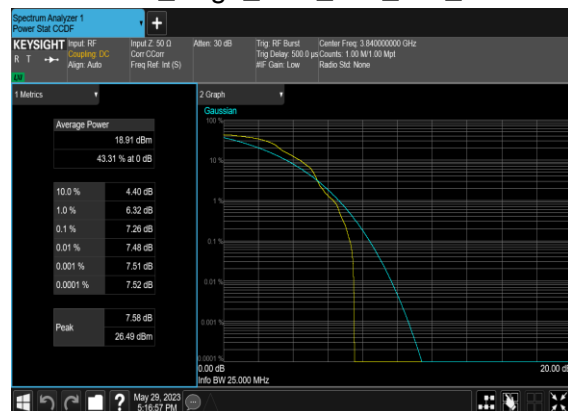 Spectrum Analyzer 1
Power Stat CCDF
+
KEYSIGHT
R T
LXI
Input: RF
Coupling: DC
Align: Auto
Input Z: 50 Ω
Corr CCorr
Freq Ref: Int (S)
Atten: 30 dB
Trig: RF Burst
Trig Delay: 500.0 µs
#IF Gain: Low
Center Freq: 3.840000000 GHz
Counts: 1.00 M/1.00 Mpt
Radio Std: None
1 Metrics
Average Power
18.91 dBm
43.31 % at 0 dB
10.0 % 4.40 dB
1.0 % 6.32 dB
0.1 % 7.26 dB
0.01 % 7.48 dB
0.001 % 7.51 dB
0.0001 % 7.52 dB
Peak
7.58 dB
26.49 dBm
2 Graph
Gaussian
100 %
10 %
1 %
0.1 %
0.01 %
0.001 %
0.0001 %
0.00 dB
20.00 dB
Info BW 25.000 MHz
?
May 29, 2023
5:16:57 PM